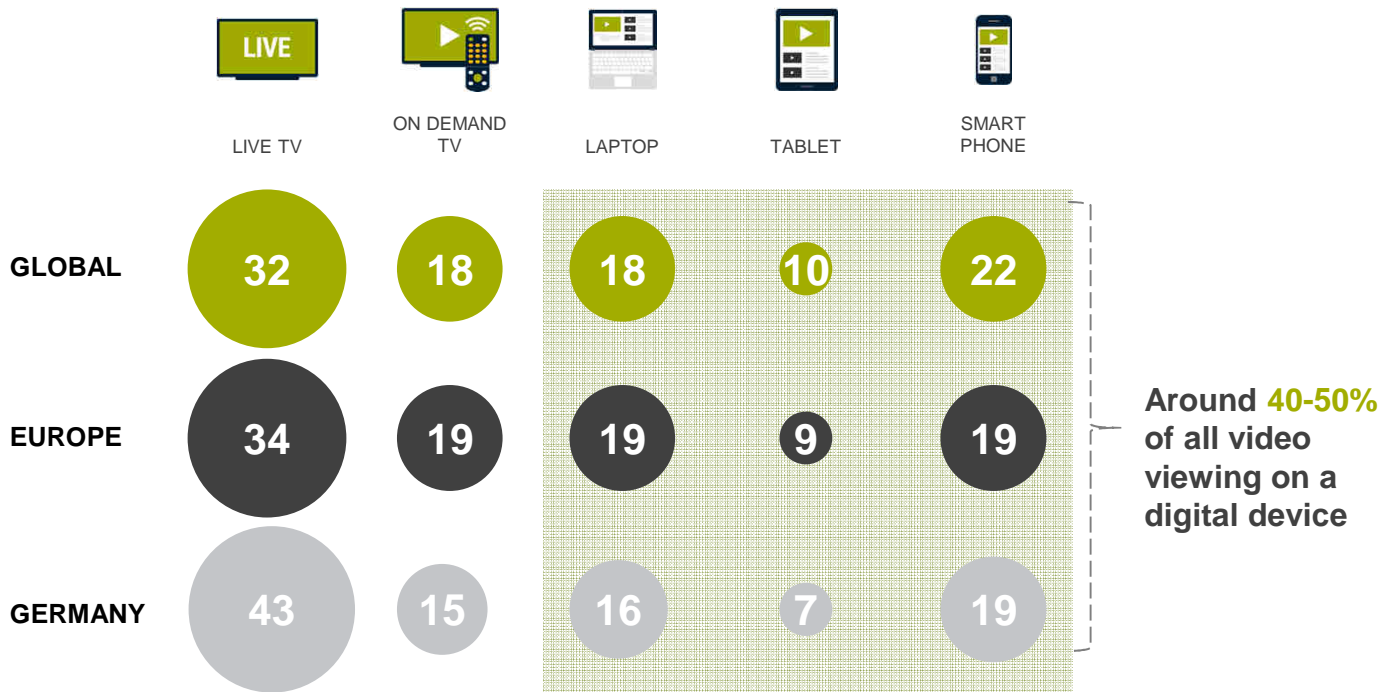 LIVE
LIVE TV
ON DEMAND
TV
LAPTOP
TABLET
SMART
PHONE
GLOBAL
32
18
18
10
22
EUROPE
34
19
19
9
19
GERMANY
43
15
16
7
19
Around 40-50%
of all video
viewing on a
digital device